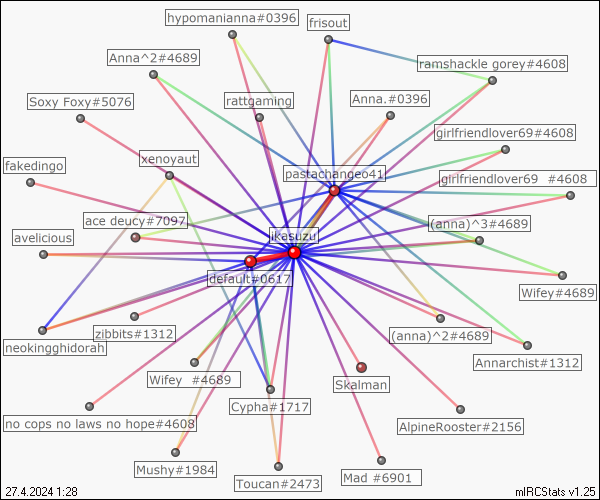 hypomanianna#0396
frisout
Anna^2#4689
ramshackle gorey#4608
Soxy Foxy#5076
rattgaming
Anna.#0396
girlfriendlover69#4608
fakedingo
xenoyaut
pastachangeo41
girlfriendlover69 #4608
ace deucy#7097
(anna)^3#4689
avelicious
ikasuzu
default#0617
Wifey#4689
neokingghidorah
zibbits#1312
(anna)^2#4689
Annarchist#1312
Wifey #4689
Skalman
no cops no laws no hope#4608
Cypha#1717
AlpineRooster#2156
Mushy#1984
Toucan#2473
Mad #6901
27.4.2024 1:28
mIRCStats v1.25